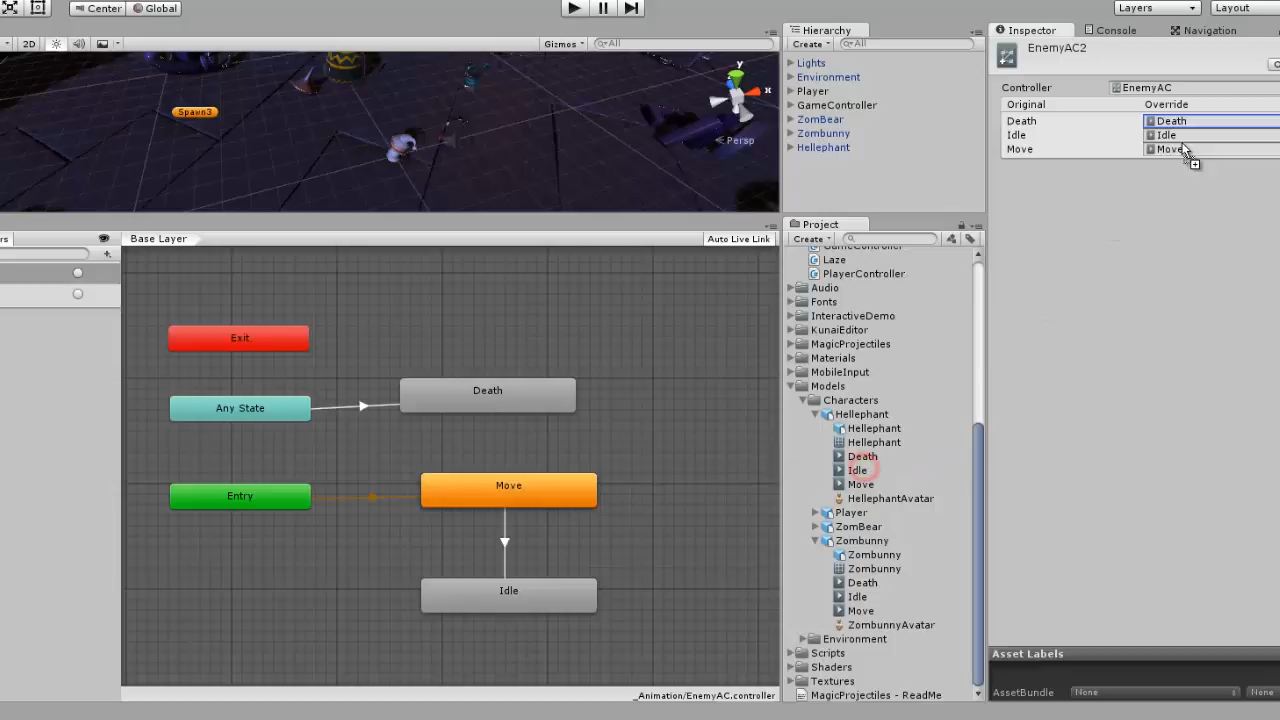 Center Global
Layers Layout
2D Gizmos All
Spawn3
y
x
Persp
Hierarchy
Create All
Lights
Environment
Player
GameController
ZomBear
Zombunny
Hellephant
Inspector Console Navigation
EnemyAC2
Controller EnemyAC
Original Override
Death Death
Idle Idle
Move Move
Base Layer Auto Live Link
Exit
Any State
Death
Entry
Move
Idle
_Animation/EnemyAC.controller
Project
Create
GameController
Laze
PlayerController
Audio
Fonts
InteractiveDemo
KunaiEditor
MagicProjectiles
Materials
MobileInput
Models
Characters
Hellephant
Hellephant
Hellephant
Death
Idle
Move
HellephantAvatar
Player
ZomBear
Zombunny
Zombunny
Zombunny
Death
Idle
Move
ZombunnyAvatar
Environment
Scripts
Shaders
Textures
MagicProjectiles - ReadMe
Asset Labels
AssetBundle None None